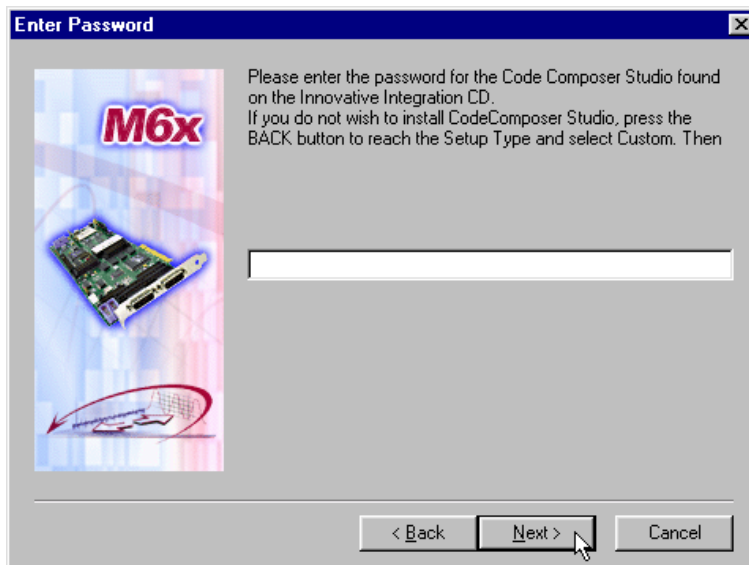 Enter Password
M6x
Please enter the password for the Code Composer Studio found
on the Innovative Integration CD.
If you do not wish to install CodeComposer Studio, press the
BACK button to reach the Setup Type and select Custom. Then
< Back
Next >
Cancel